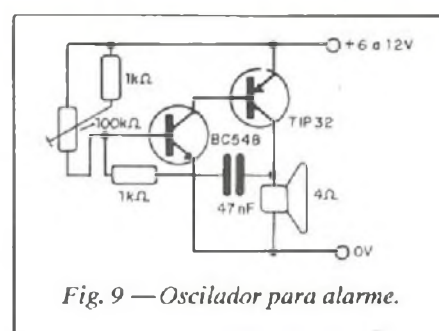 +6 a 12V
1kΩ
100kΩ
TIP32
BC548
1kΩ
47nF
4Ω
0V
Fig. 9 — Oscilador para alarme.